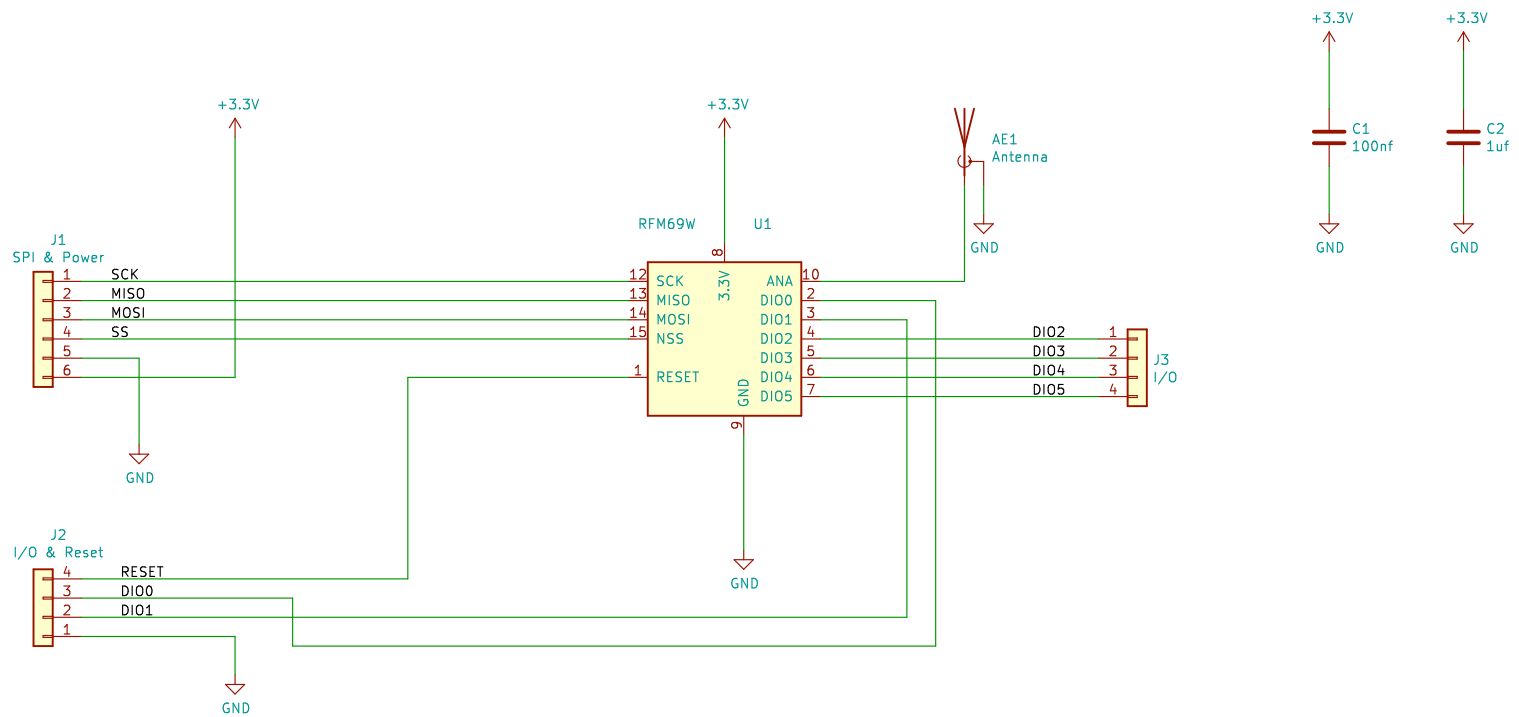 +3.3V
+3.3V
C1
100nf
C2
1uf
GND
GND
+3.3V
+3.3V
AE1
Antenna
GND
RFM69W
U1
J1
SPI & Power
1
SCK
2
MISO
3
MOSI
4
SS
5
6
GND
8
3.3V
12
SCK
13
MISO
14
MOSI
15
NSS
1
RESET
ANA
10
DIO0
2
DIO1
3
DIO2
4
DIO3
5
DIO4
6
DIO5
7
GND
9
GND
DIO2
1
DIO3
2
DIO4
3
DIO5
4
J3
I/O
J2
I/O & Reset
4
RESET
3
DIO0
2
DIO1
1
GND